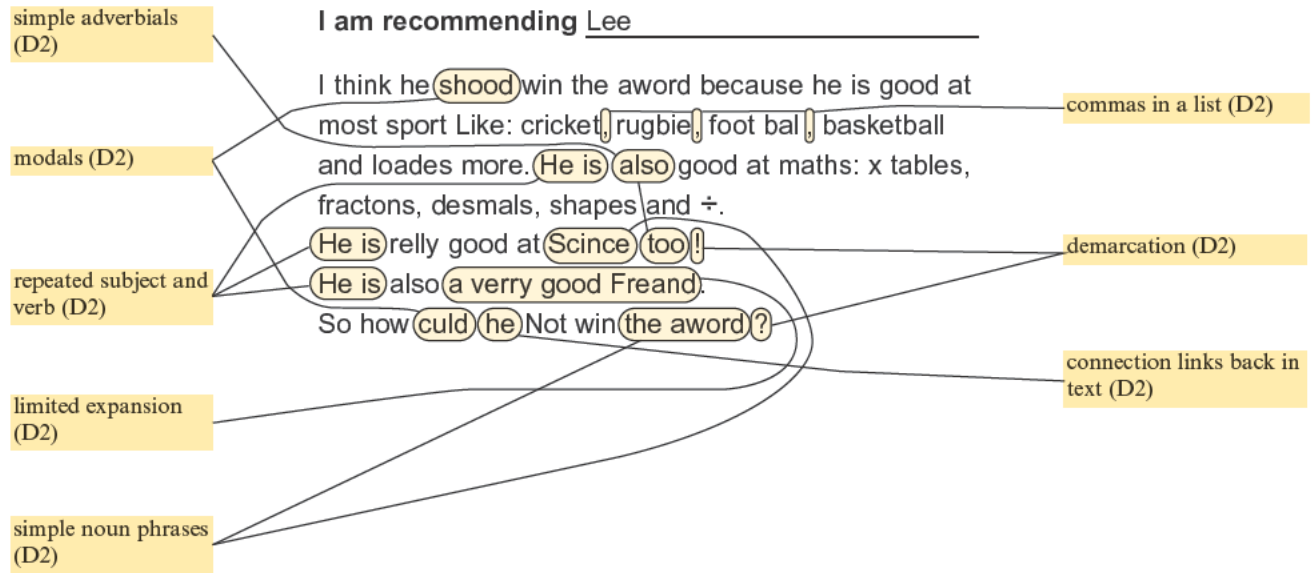 simple adverbials
(D2)
modals (D2)
repeated subject and
verb (D2)
limited expansion
(D2)
simple noun phrases
(D2)
I am recommending Lee
I think he shood win the aword because he is good at
most sport Like: cricket, rugbie, foot bal , basketball
and loades more. He is also good at maths: x tables,
fractons, desmals, shapes and ÷.
He is relly good at Scince too !
He is also a verry good Freand.
So how culd he Not win the aword ?
commas in a list (D2)
demarcation (D2)
connection links back in
text (D2)